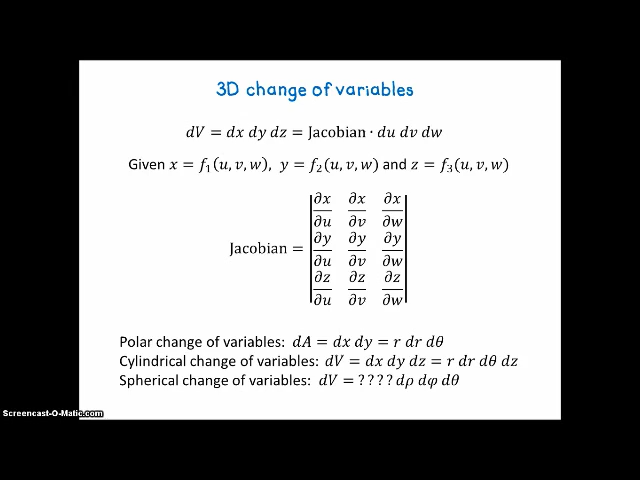 3D change of variables
dV = dx dy dz = Jacobian · du dv dw
Given x = f₁(u, v, w), y = f₂(u, v, w) and z = f₃(u, v, w)
∂x ∂x ∂x
∂u ∂v ∂w
∂y ∂y ∂y
Jacobian =
∂u ∂v ∂w
∂z ∂z ∂z
∂u ∂v ∂w
Polar change of variables: dA = dx dy = r dr dθ
Cylindrical change of variables: dV = dx dy dz = r dr dθ dz
Spherical change of variables: dV = ? ? ? ? dρ dφ dθ
Screencast-O-Matic.com